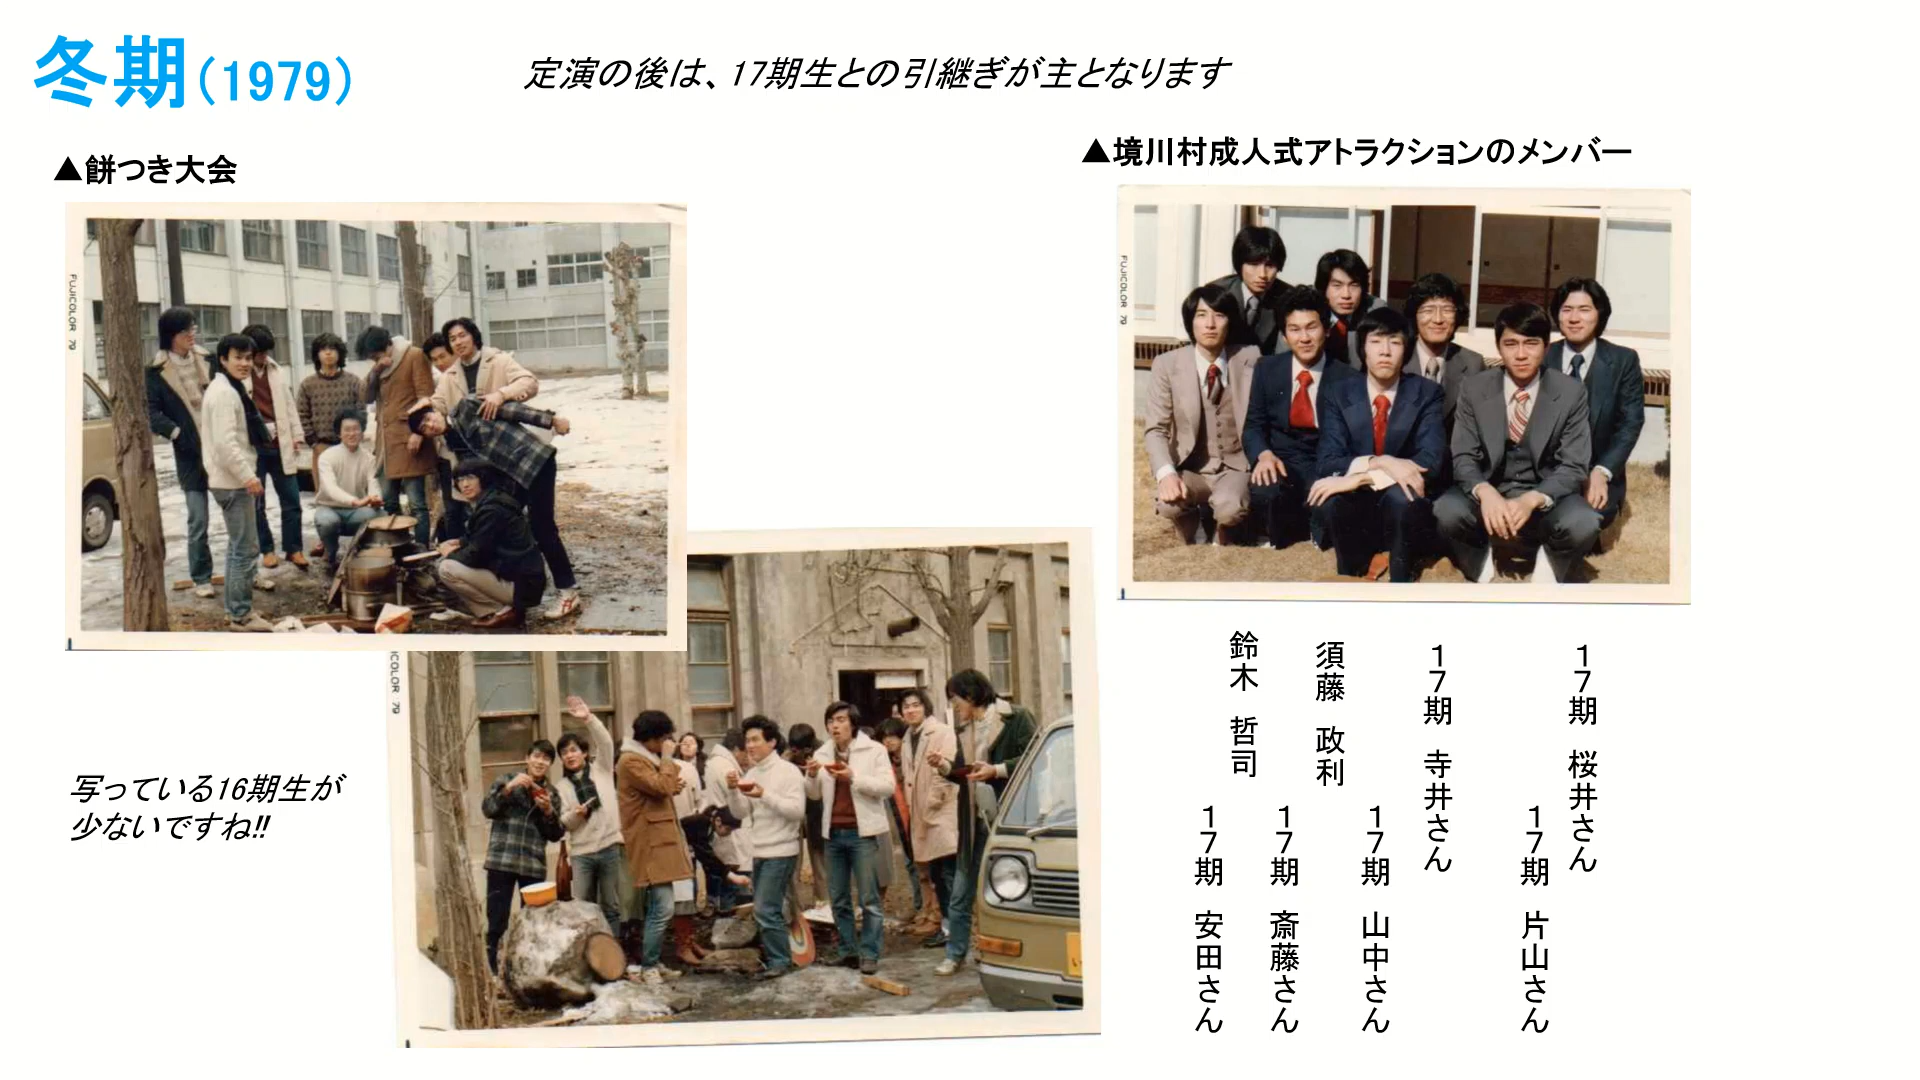 冬期（1979）
定演の後は、17期生との引継ぎが主となります
▲餅つき大会
▲境川村成人式アトラクションのメンバー
FUJICOLOR 79
FUJICOLOR 79
ICOLOR 79
写っている16期生が
少ないですね!!
鈴木 哲司
須藤 政利
17期 寺井さん
17期 桜井さん
17期 安田さん
17期 斎藤さん
17期 山中さん
17期 片山さん